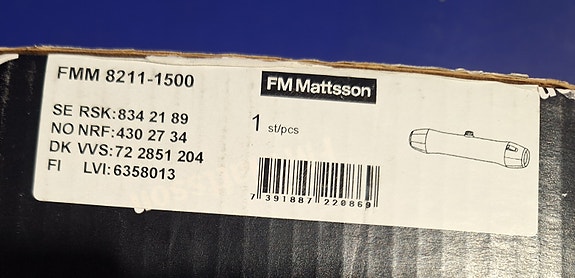 FMM 8211-1500
FM Mattsson
SE RSK:834 21 89
NO NRF:430 27 34
DK VVS:72 2851 204
FI LVI:6358013
1 st/pcs
7 391887 220869